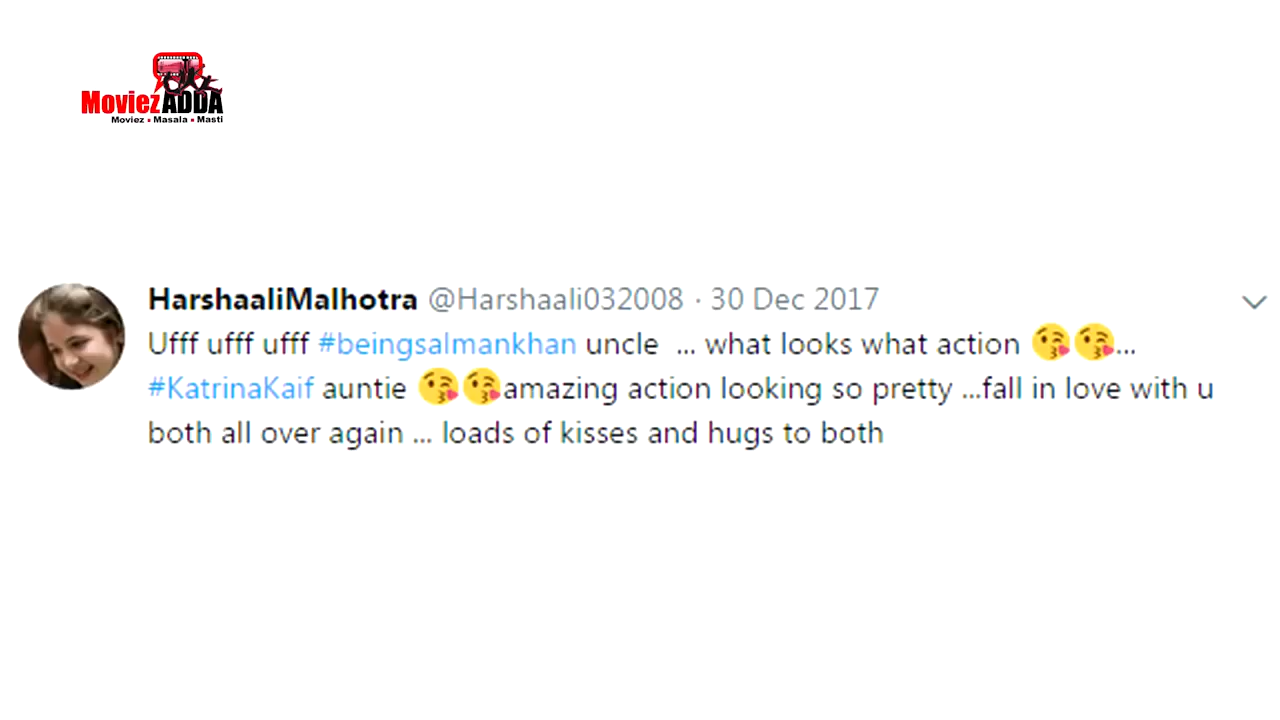 MoviezADDA
Moviez ▪ Masala ▪ Masti
HarshaaliMalhotra @Harshaali032008 · 30 Dec 2017
Ufff ufff ufff #beingsalmankhan uncle ... what looks what action 😘😘...
#KatrinaKaif auntie 😘😘amazing action looking so pretty ...fall in love with u
both all over again ... loads of kisses and hugs to both